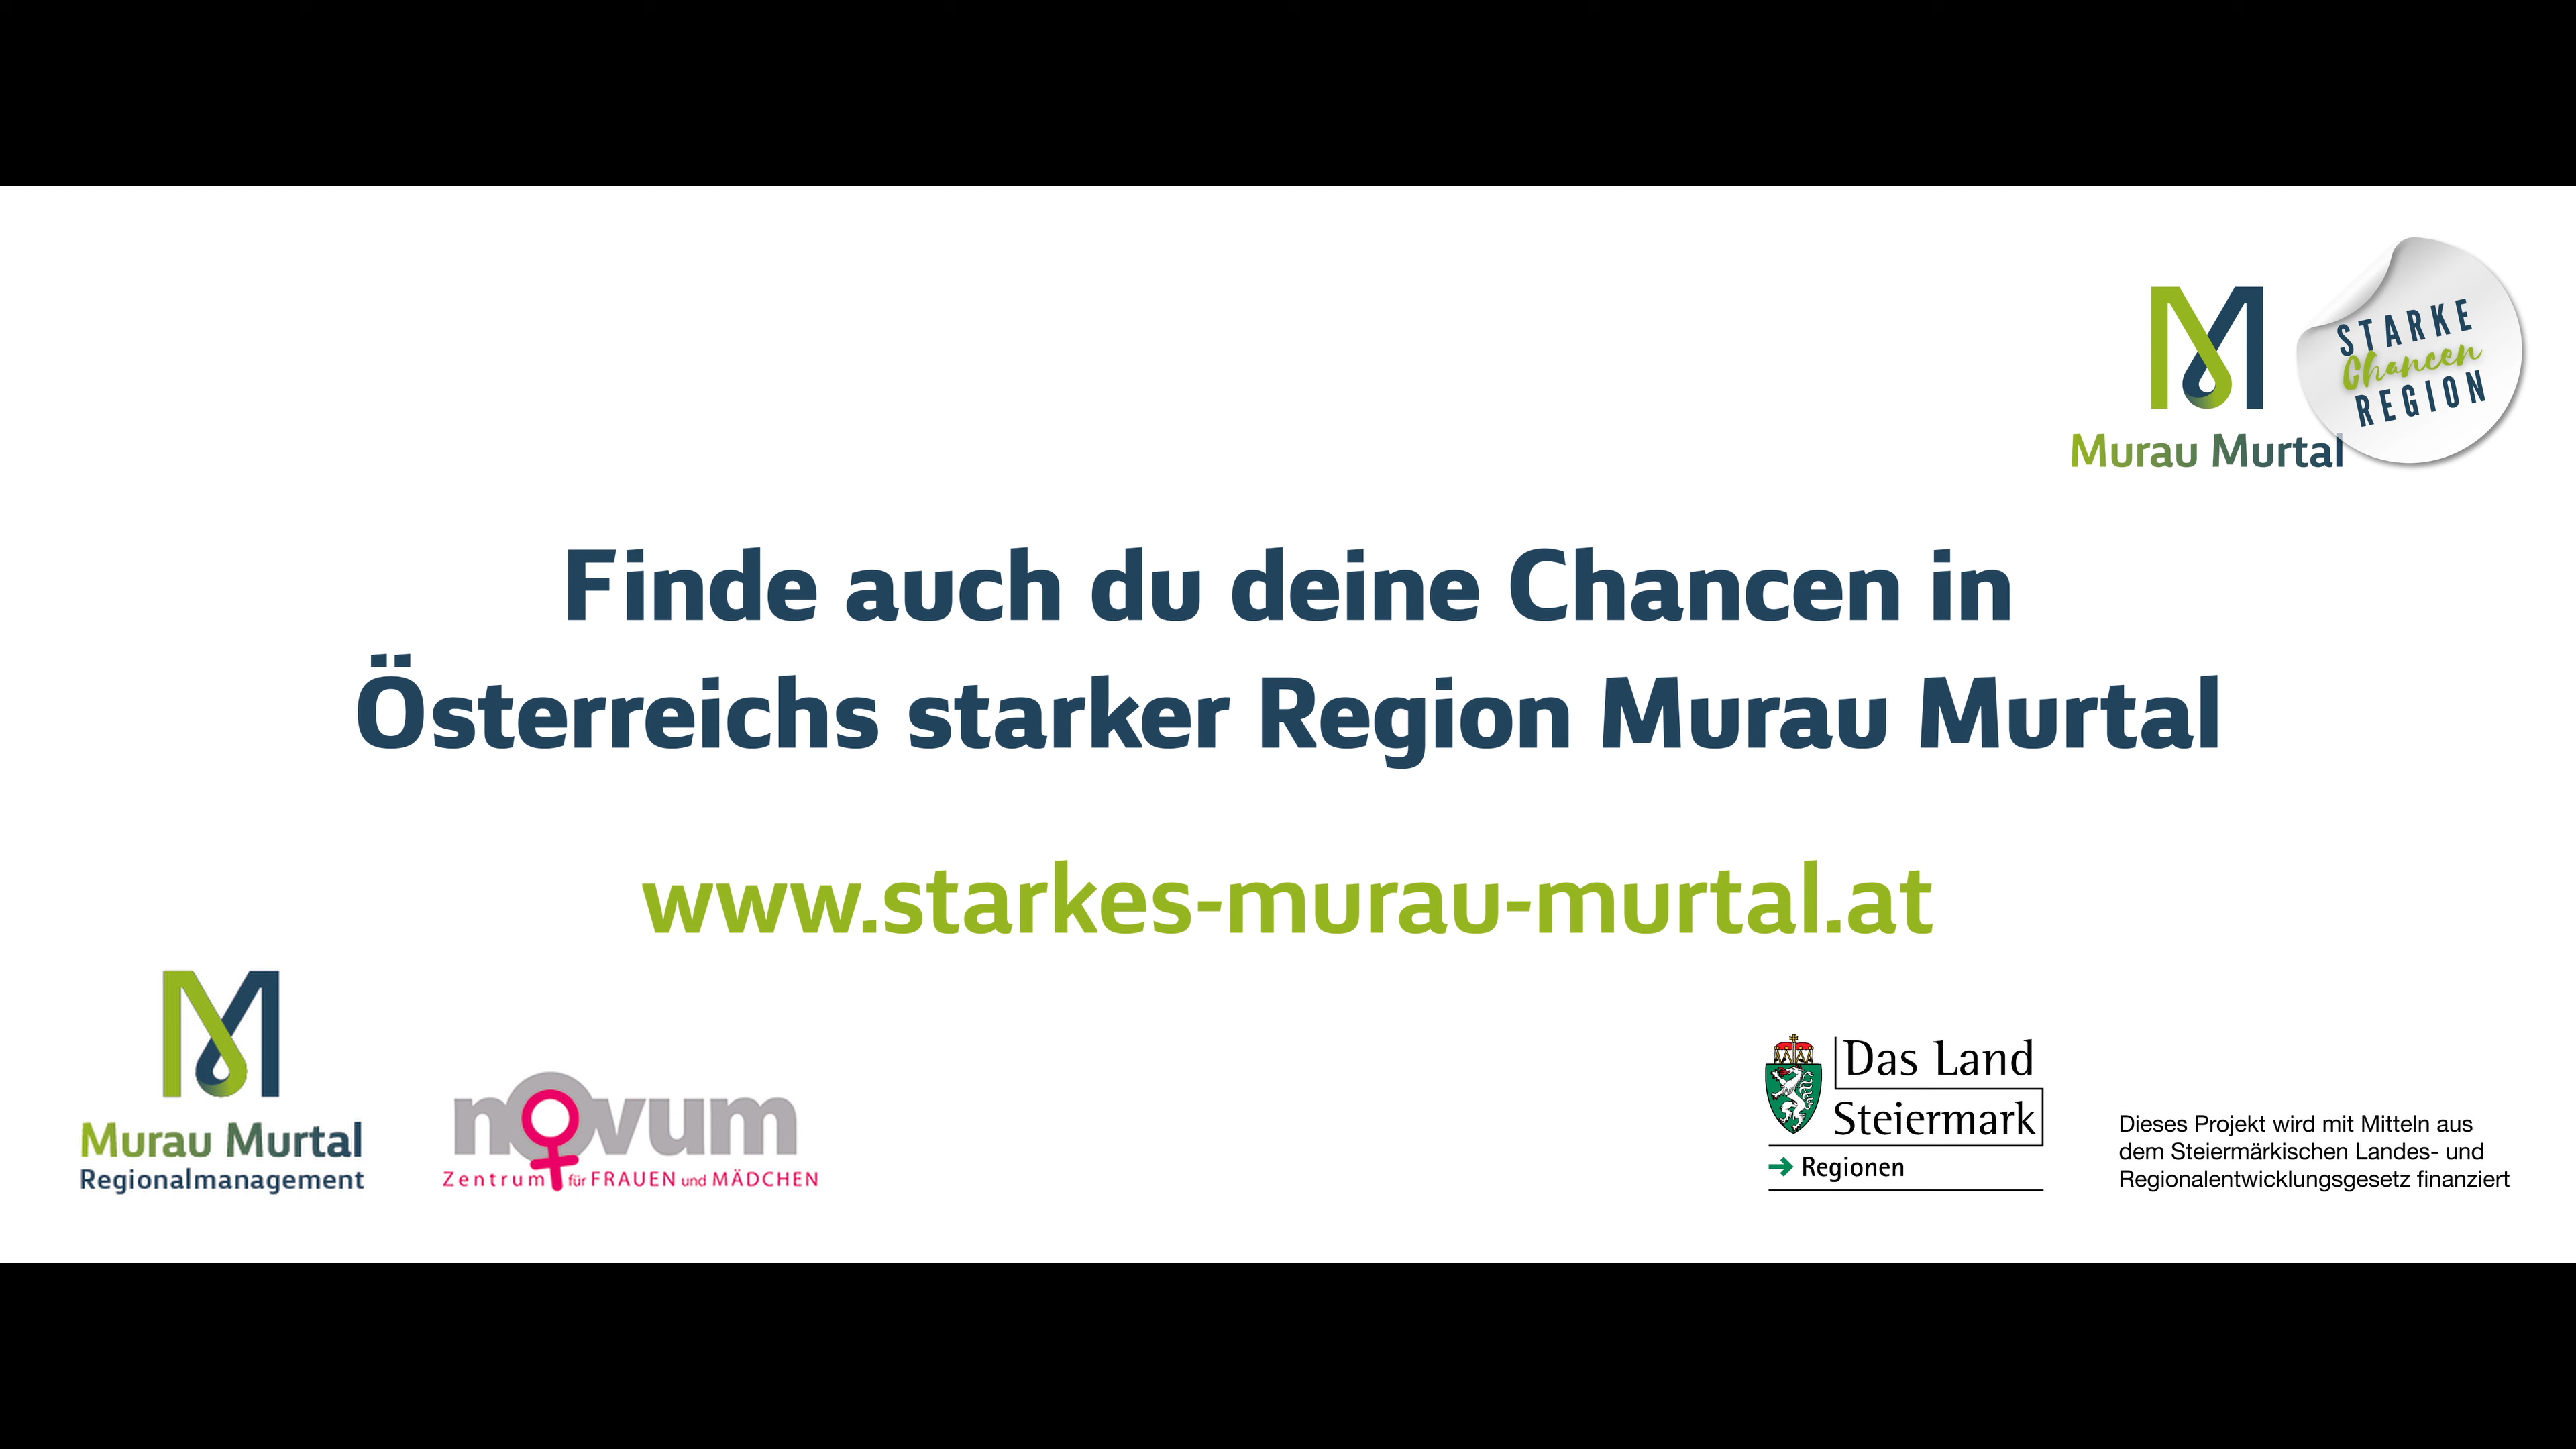 STARKE
Chancen
REGION
Murau Murtal
Finde auch du deine Chancen in
Österreichs starker Region Murau Murtal
www.starkes-murau-murtal.at
Murau Murtal
Regionalmanagement
novum
Zentrum für FRAUEN und MÄDCHEN
Das Land
Steiermark
Regionen
Dieses Projekt wird mit Mitteln aus
dem Steiermärkischen Landes- und
Regionalentwicklungsgesetz finanziert